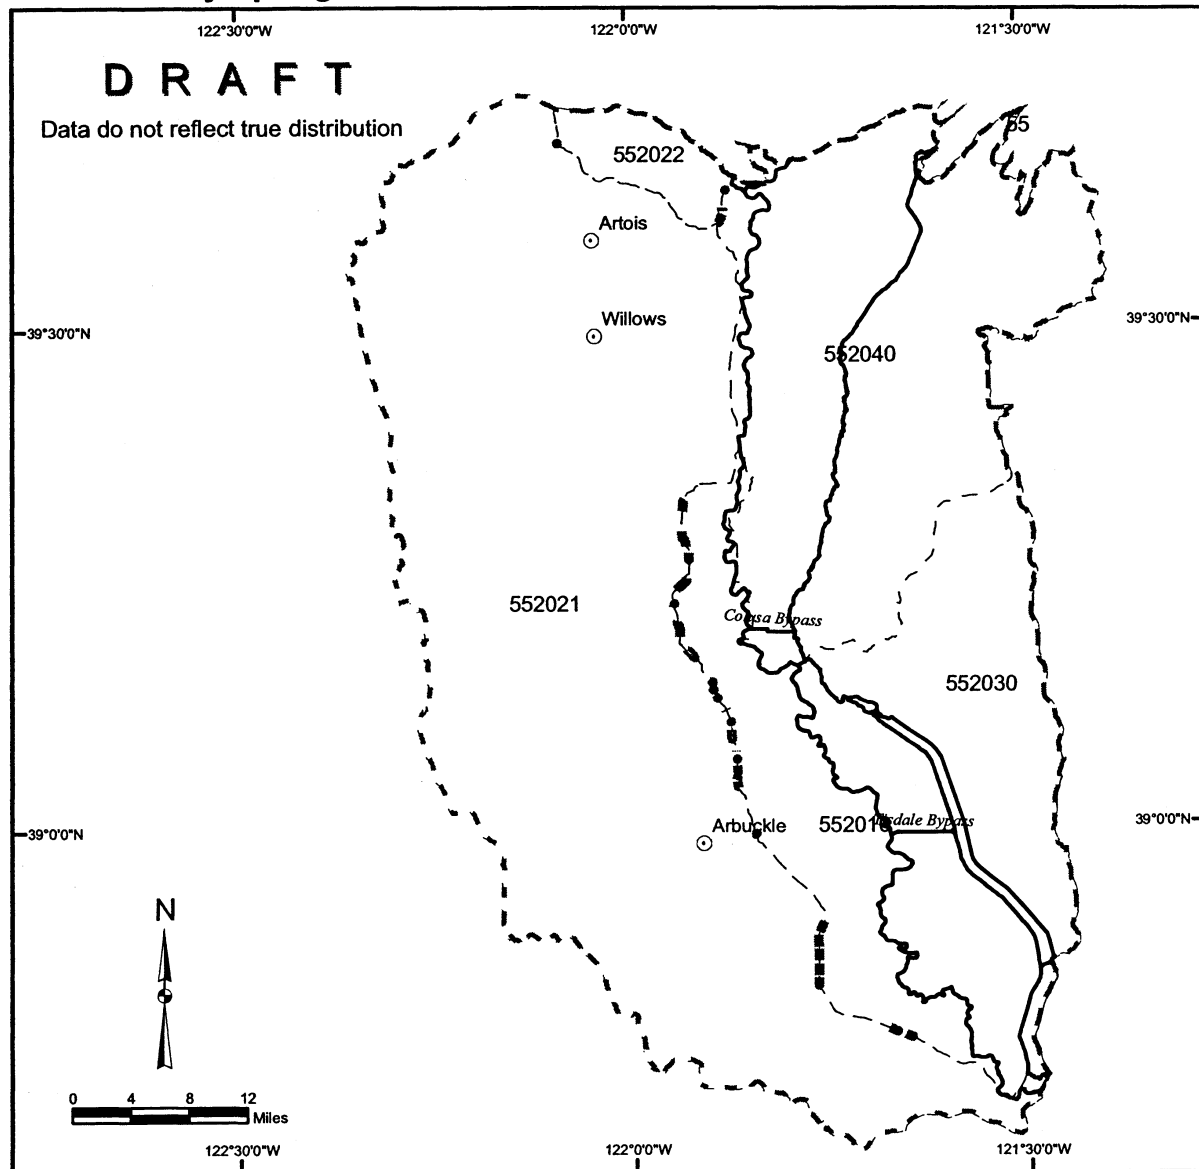 122°30'0"W
122°0'0"W
121°30'0"W
DRAFT
Data do not reflect true distribution
55
552022
Artois
Willows
39°30'0"N
39°30'0"N
552040
552021
Bypass
552030
Arbuckle
Bypass
39°0'0"N
39°0'0"N
N
0 4 8 12
Miles
122°30'0"W
122°0'0"W
121°30'0"W